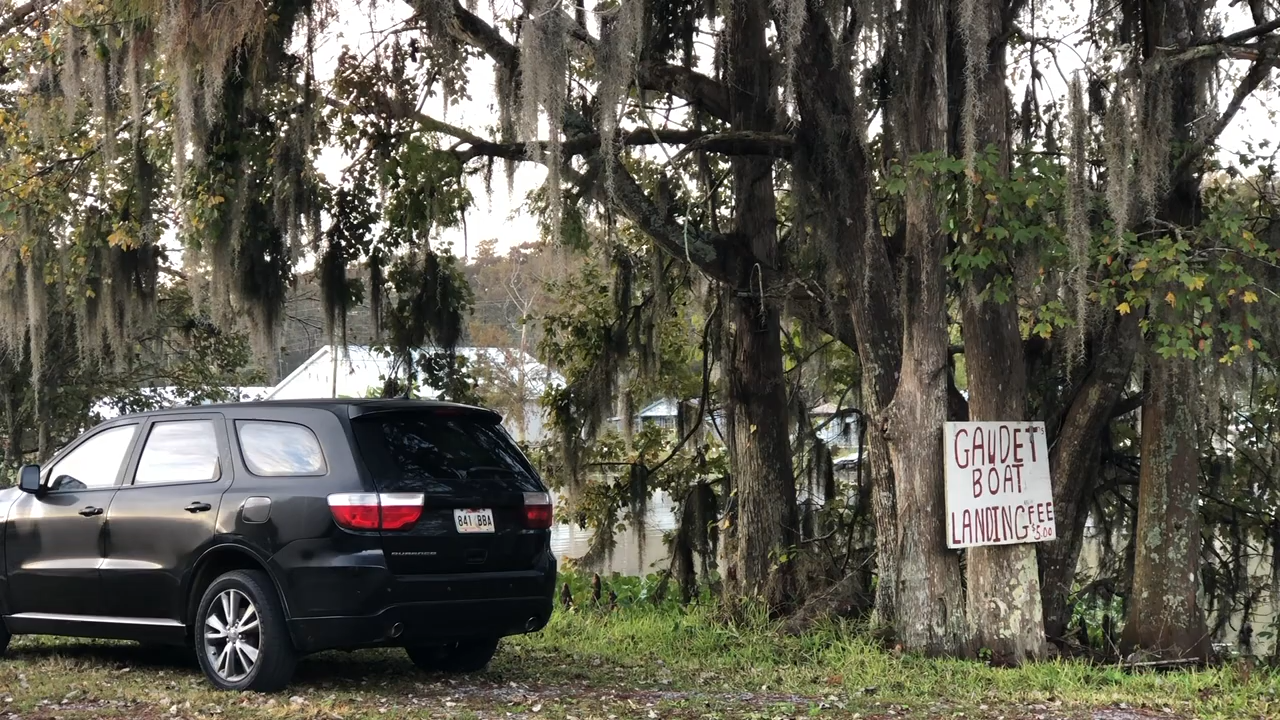 GAUDET'S
BOAT
LANDING FEE
$5.00
841 BBA
DURANGO